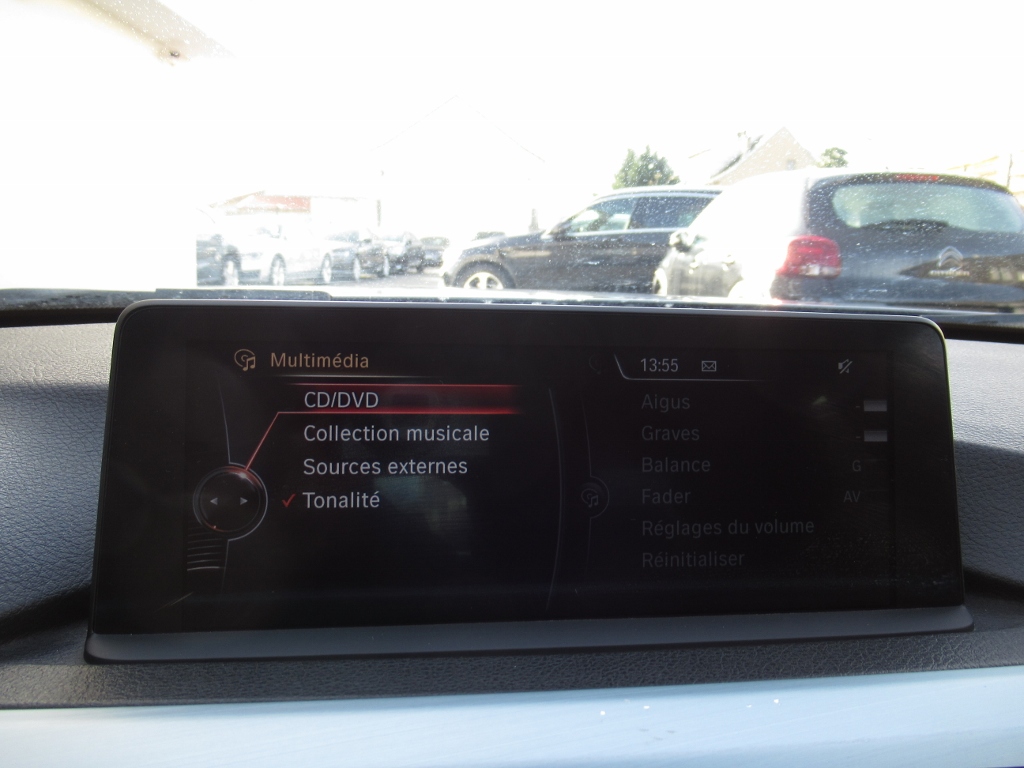 Multimédia
CD/DVD
Collection musicale
Sources externes
Tonalité
13:55
Aigus
Graves
Balance G
Fader AV
Réglages du volume
Réinitialiser